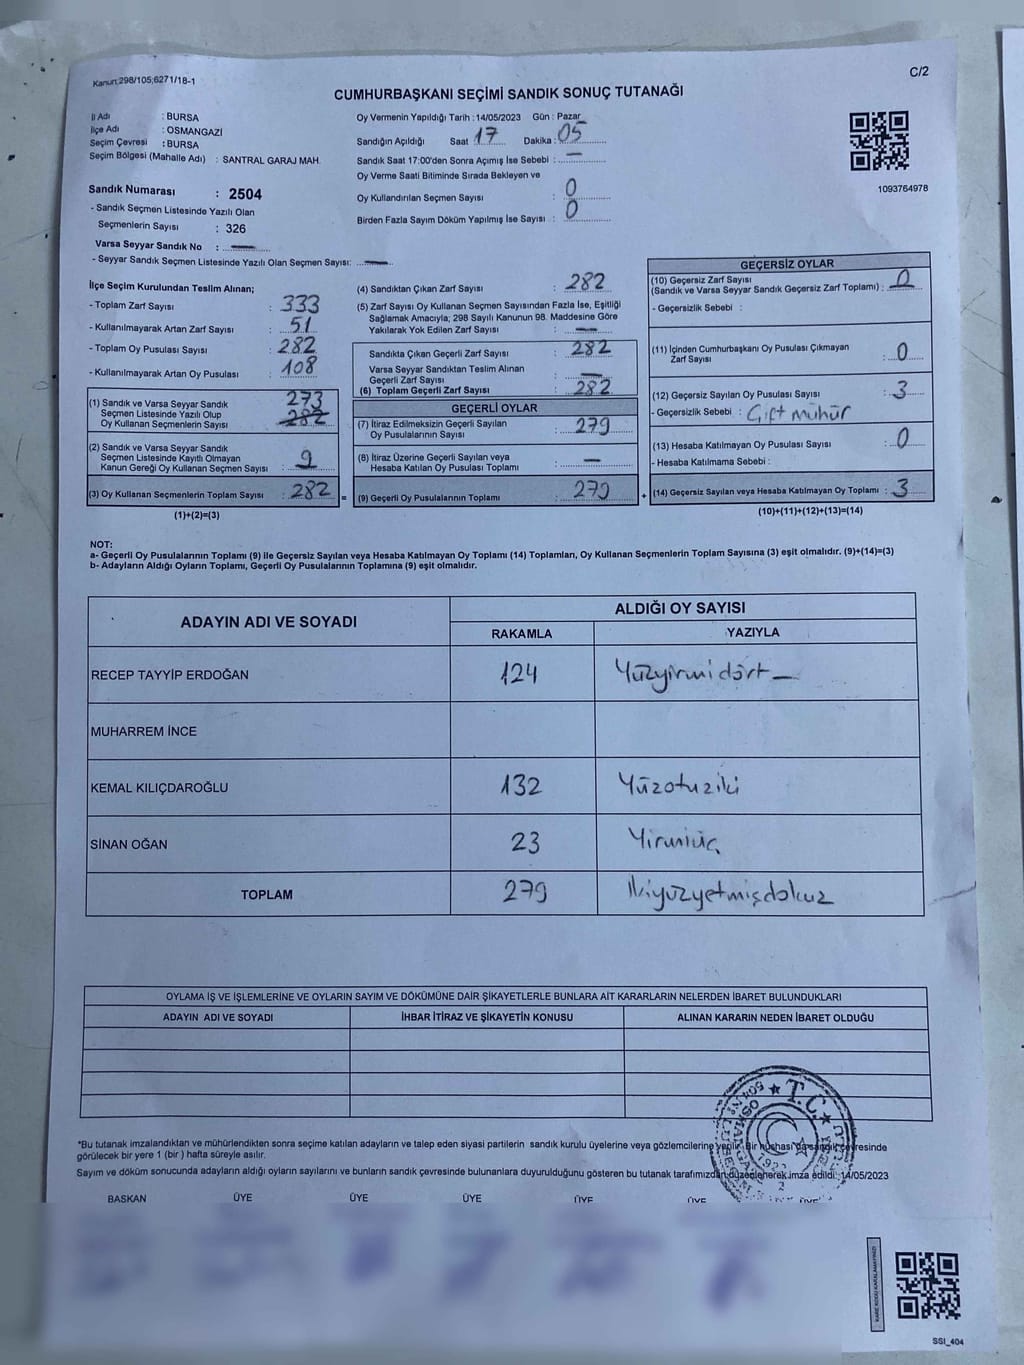 Kanun:298/105;6271/18-1
C/2
CUMHURBAŞKANI SEÇİMİ SANDIK SONUÇ TUTANAĞI
İl Adı : BURSA
İlçe Adı : OSMANGAZİ
Seçim Çevresi : BURSA
Seçim Bölgesi (Mahalle Adı) : SANTRAL GARAJ MAH.
Sandık Numarası : 2504
- Sandık Seçmen Listesinde Yazılı Olan
Seçmenlerin Sayısı : 326
Varsa Seyyar Sandık No : —
- Seyyar Sandık Seçmen Listesinde Yazılı Olan Seçmen Sayısı: —
Oy Vermenin Yapıldığı Tarih : 14/05/2023 Gün : Pazar
Sandığın Açıldığı Saat 17 Dakika : 05
Sandık Saat 17:00'den Sonra Açımış İse Sebebi : —
Oy Verme Saati Bitiminde Sırada Bekleyen ve
Oy Kullandırılan Seçmen Sayısı : 0
Birden Fazla Sayım Döküm Yapılmış İse Sayısı : 0
1093764978
İlçe Seçim Kurulundan Teslim Alınan;
- Toplam Zarf Sayısı : 333
- Kullanılmayarak Artan Zarf Sayısı : 51
- Toplam Oy Pusulası Sayısı : 282
- Kullanılmayarak Artan Oy Pusulası : 108
(1) Sandık ve Varsa Seyyar Sandık 273
Seçmen Listesinde Yazılı Olup 282
Oy Kullanan Seçmenlerin Sayısı
(2) Sandık ve Varsa Seyyar Sandık
Seçmen Listesinde Kayıtlı Olmayan 9
Kanun Gereği Oy Kullanan Seçmen Sayısı :
(3) Oy Kullanan Seçmenlerin Toplam Sayısı : 282 =
(1)+(2)=(3)
(4) Sandıktan Çıkan Zarf Sayısı : 282
(5) Zarf Sayısı Oy Kullanan Seçmen Sayısından Fazla İse, Eşitliği
Sağlamak Amacıyla; 298 Sayılı Kanunun 98. Maddesine Göre
Yakılarak Yok Edilen Zarf Sayısı : —
Sandıkta Çıkan Geçerli Zarf Sayısı : 282
Varsa Seyyar Sandıktan Teslim Alınan
Geçerli Zarf Sayısı : —
(6) Toplam Geçerli Zarf Sayısı : 282
GEÇERLİ OYLAR
(7) İtiraz Edilmeksizin Geçerli Sayılan
Oy Pusulalarının Sayısı : 279
(8) İtiraz Üzerine Geçerli Sayılan veya
Hesaba Katılan Oy Pusulası Toplamı : —
(9) Geçerli Oy Pusulalarının Toplamı : 279 +
GEÇERSİZ OYLAR
(10) Geçersiz Zarf Sayısı
(Sandık ve Varsa Seyyar Sandık Geçersiz Zarf Toplamı) : 0
- Geçersizlik Sebebi :
(11) İçinden Cumhurbaşkanı Oy Pusulası Çıkmayan
Zarf Sayısı : 0
(12) Geçersiz Sayılan Oy Pusulası Sayısı : 3
- Geçersizlik Sebebi : Çift mühür
(13) Hesaba Katılmayan Oy Pusulası Sayısı : 0
- Hesaba Katılmama Sebebi :
(14) Geçersiz Sayılan veya Hesaba Katılmayan Oy Toplamı : 3
(10)+(11)+(12)+(13)=(14)
NOT:
a- Geçerli Oy Pusulalarının Toplamı (9) ile Geçersiz Sayılan veya Hesaba Katılmayan Oy Toplamı (14) Toplamları, Oy Kullanan Seçmenlerin Toplam Sayısına (3) eşit olmalıdır. (9)+(14)=(3)
b- Adayların Aldığı Oyların Toplamı, Geçerli Oy Pusulalarının Toplamına (9) eşit olmalıdır.
ADAYIN ADI VE SOYADI ALDIĞI OY SAYISI
RAKAMLA YAZIYLA
RECEP TAYYİP ERDOĞAN 124 Yüzyirmidört —
MUHARREM İNCE
KEMAL KILIÇDAROĞLU 132 Yüzotuziki
SİNAN OĞAN 23 Yirmiüç
TOPLAM 279 İkiyüzyetmişdokuz
OYLAMA İŞ VE İŞLEMLERİNE VE OYLARIN SAYIM VE DÖKÜMÜNE DAİR ŞİKAYETLERLE BUNLARA AİT KARARLARIN NELERDEN İBARET BULUNDUKLARI
ADAYIN ADI VE SOYADI İHBAR İTİRAZ VE ŞİKAYETİN KONUSU ALINAN KARARIN NEDEN İBARET OLDUĞU
T.C.
*Bu tutanak imzalandıktan ve mühürlendikten sonra seçime katılan adayların ve talep eden siyasi partilerin sandık kurulu üyelerine veya gözlemcilerine verilir. Bir nüshası da sandık çevresinde
görülecek bir yere 1 (bir) hafta süreyle asılır.
Sayım ve döküm sonucunda adayların aldığı oyların sayılarını ve bunların sandık çevresinde bulunanlara duyurulduğunu gösteren bu tutanak tarafımızdan düzenlenerek imza edildi. 14/05/2023
BASKAN ÜYE ÜYE ÜYE ÜYE ÜYE ÜYE
KARE KODU KARALAMAYINIZ!
SSI_404